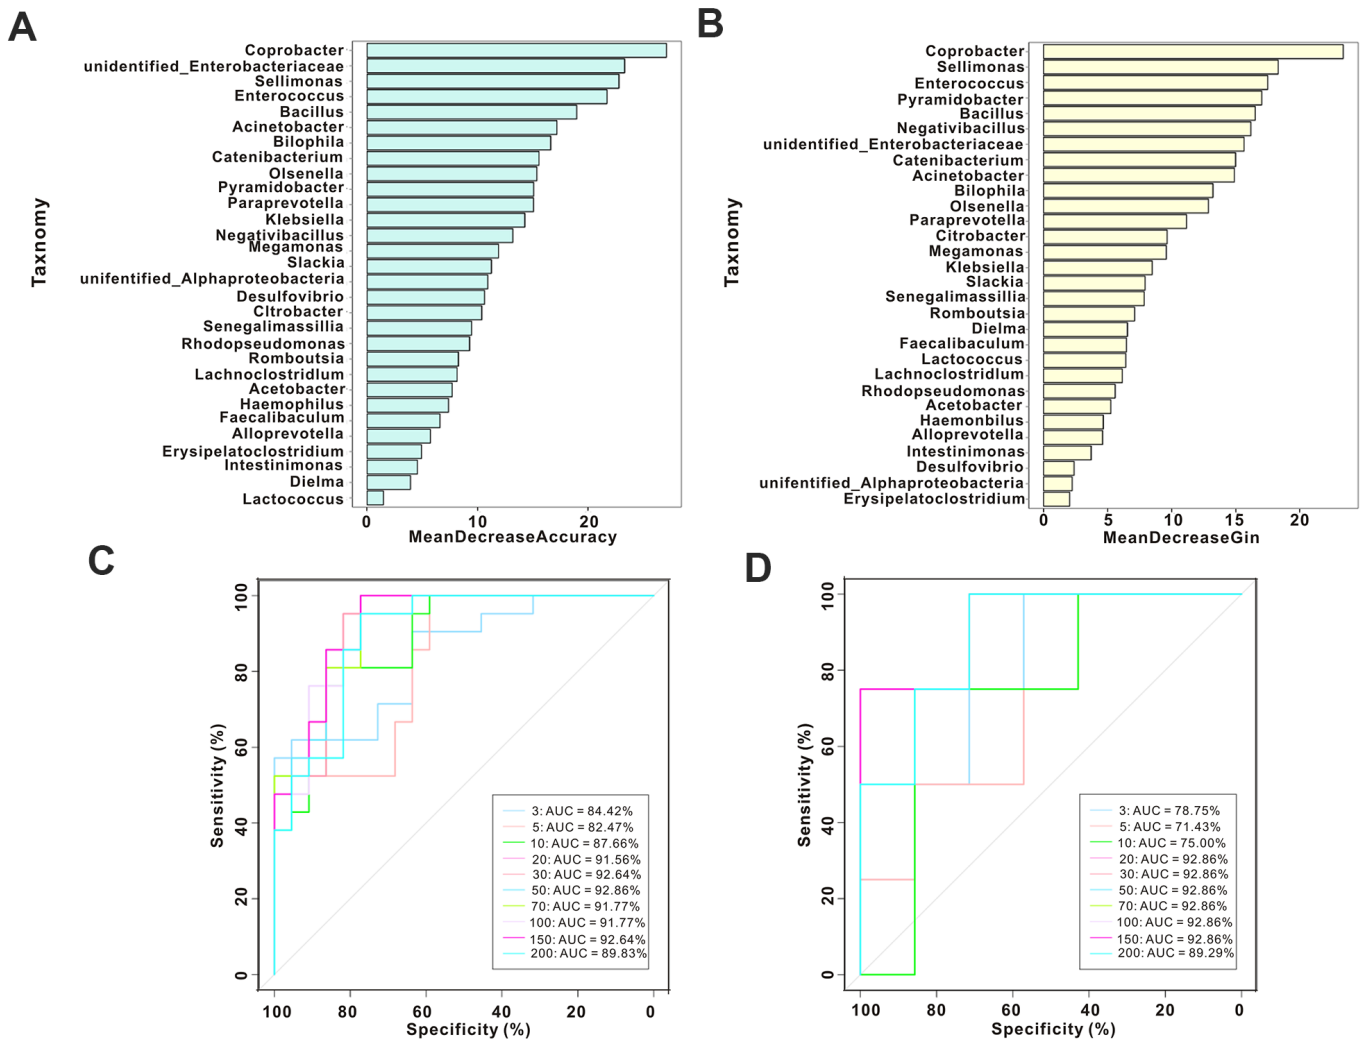 A
Taxnomy
Coprobacter
unidentified_Enterobacteriaceae
Sellimonas
Enterococcus
Bacillus
Acinetobacter
Bilophila
Catenibacterium
Olsenella
Pyramidobacter
Paraprevotella
Klebsiella
Negativibacillus
Megamonas
Slackia
unifentified_Alphaproteobacteria
Desulfovibrio
CItrobacter
Senegalimassillia
Rhodopseudomonas
Romboutsia
Lachnoclostridlum
Acetobacter
Haemophilus
Faecalibaculum
Alloprevotella
Erysipelatoclostridium
Intestinimonas
Dielma
Lactococcus
0 10 20
MeanDecreaseAccuracy
B
Taxnomy
Coprobacter
Sellimonas
Enterococcus
Pyramidobacter
Bacillus
Negativibacillus
unidentified_Enterobacteriaceae
Catenibacterium
Acinetobacter
Bilophila
Olsenella
Paraprevotella
Citrobacter
Megamonas
Klebsiella
Slackia
Senegalimassillia
Romboutsia
Dielma
Faecalibaculum
Lactococcus
Lachnoclostridlum
Rhodopseudomonas
Acetobacter
Haemonbilus
Alloprevotella
Intestinimonas
Desulfovibrio
unifentified_Alphaproteobacteria
Erysipelatoclostridium
0 5 10 15 20
MeanDecreaseGin
C
Sensitivity (%)
100
80
60
40
20
0
3: AUC = 84.42%
5: AUC = 82.47%
10: AUC = 87.66%
20: AUC = 91.56%
30: AUC = 92.64%
50: AUC = 92.86%
70: AUC = 91.77%
100: AUC = 91.77%
150: AUC = 92.64%
200: AUC = 89.83%
100 80 60 40 20 0
Specificity (%)
D
Sensitivity (%)
100
80
60
40
20
0
3: AUC = 78.75%
5: AUC = 71.43%
10: AUC = 75.00%
20: AUC = 92.86%
30: AUC = 92.86%
50: AUC = 92.86%
70: AUC = 92.86%
100: AUC = 92.86%
150: AUC = 92.86%
200: AUC = 89.29%
100 80 60 40 20 0
Specificity (%)